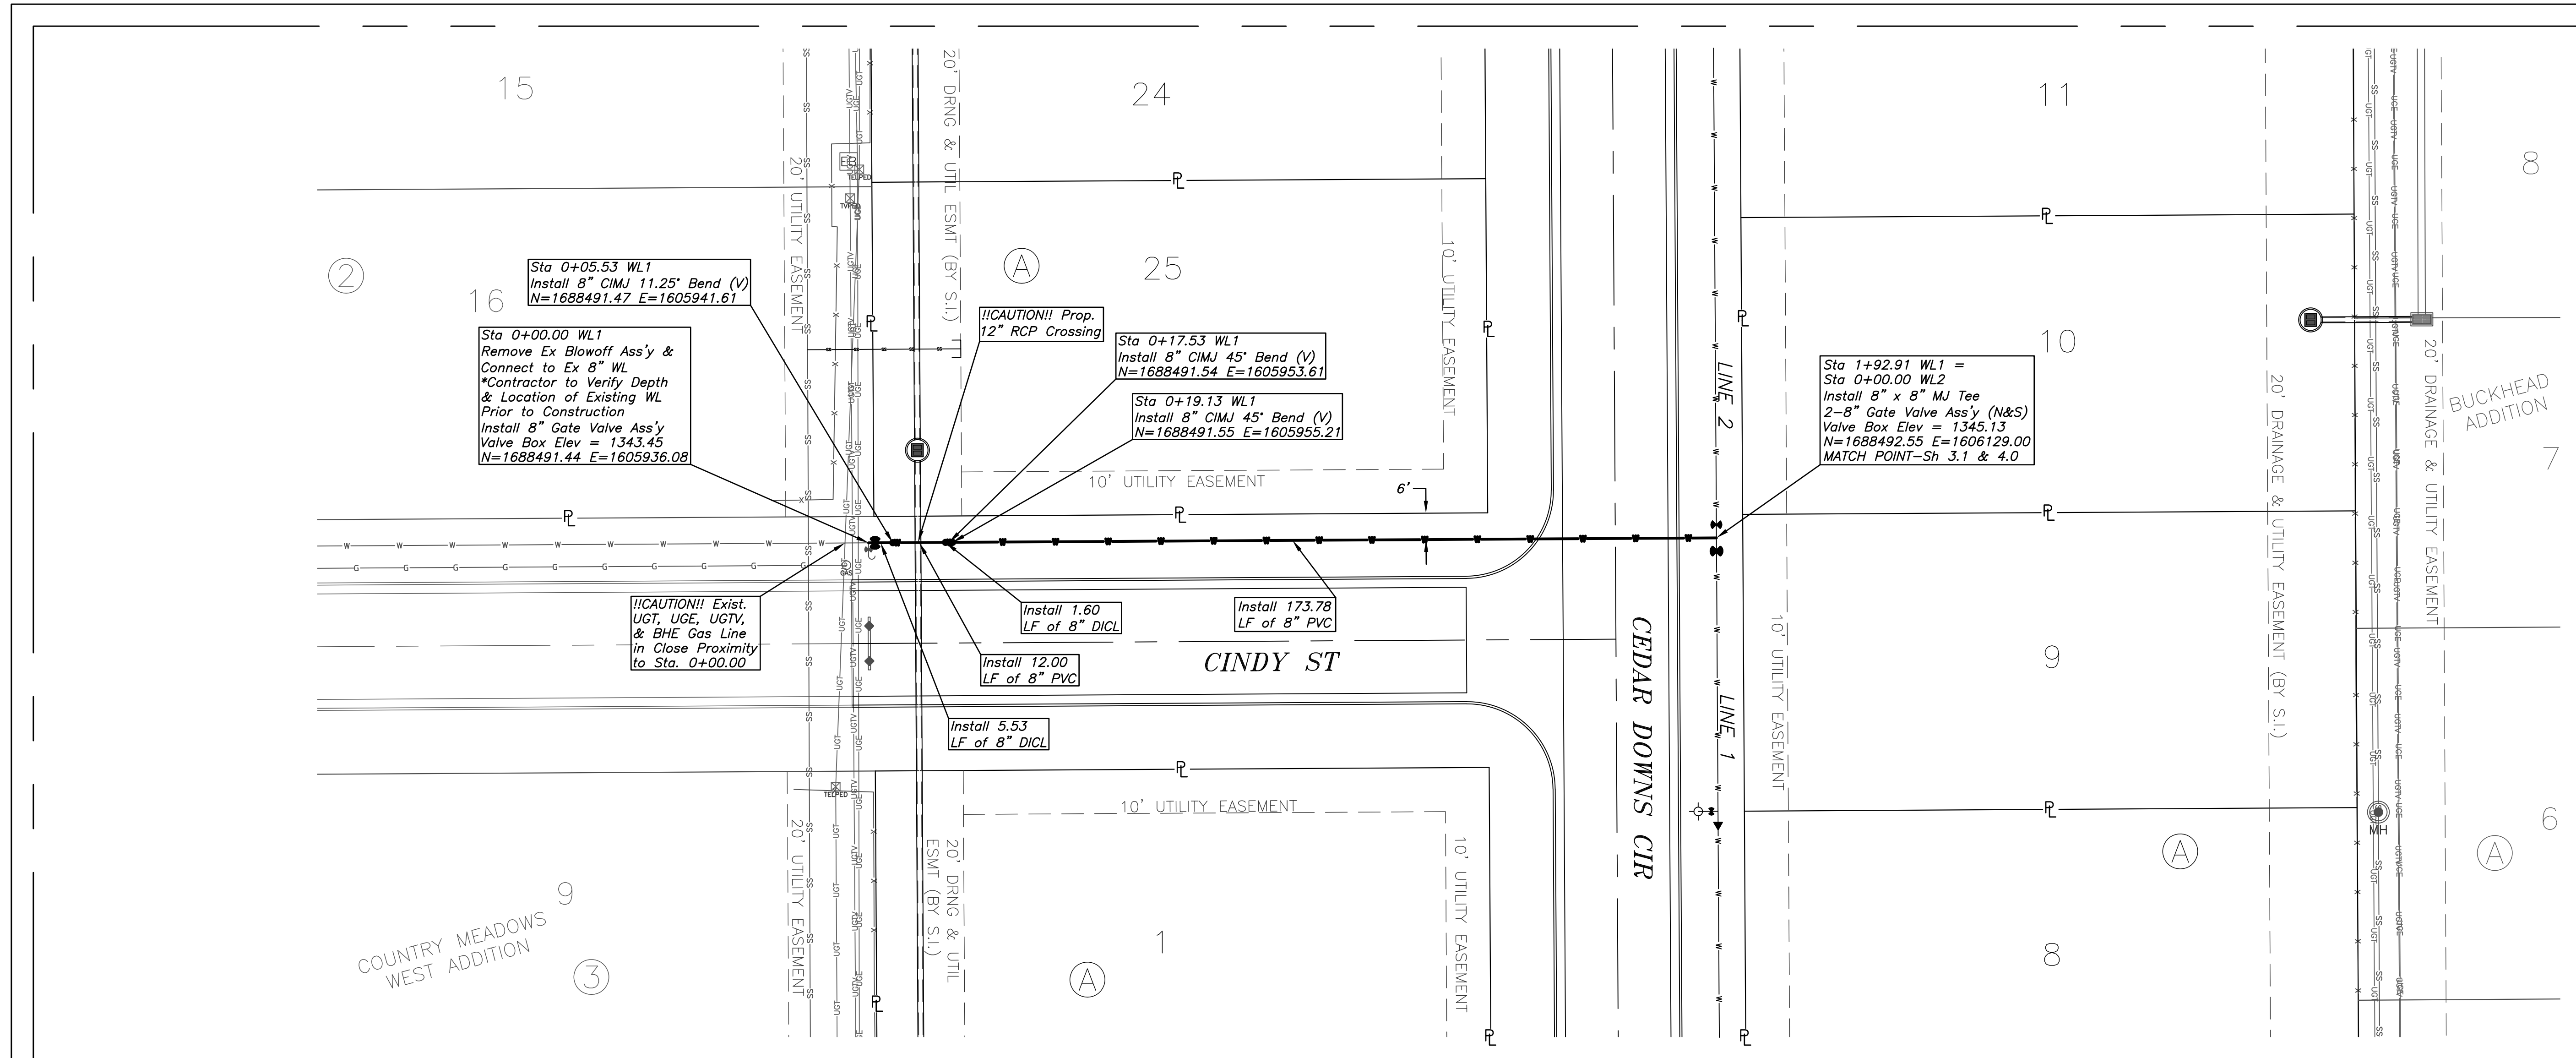 15
24
11
8
20' UTILITY EASEMENT
20' DRNG & UTIL ESMT (BY S.I.)
EB
TELPED
TVPED
2
16
A
25
10' UTILITY EASEMENT
10
Sta 0+05.53 WL1
Install 8" CIMJ 11.25° Bend (V)
N=1688491.47 E=1605941.61
!!CAUTION!! Prop.
12" RCP Crossing
Sta 0+00.00 WL1
Remove Ex Blowoff Ass'y &
Connect to Ex 8" WL
*Contractor to Verify Depth
& Location of Existing WL
Prior to Construction
Install 8" Gate Valve Ass'y
Valve Box Elev = 1343.45
N=1688491.44 E=1605936.08
Sta 0+17.53 WL1
Install 8" CIMJ 45° Bend (V)
N=1688491.54 E=1605953.61
Sta 0+19.13 WL1
Install 8" CIMJ 45° Bend (V)
N=1688491.55 E=1605955.21
LINE 2
Sta 1+92.91 WL1 =
Sta 0+00.00 WL2
Install 8" x 8" MJ Tee
2-8" Gate Valve Ass'y (N&S)
Valve Box Elev = 1345.13
N=1688492.55 E=1606129.00
MATCH POINT-Sh 3.1 & 4.0
20' DRAINAGE & UTILITY EASEMENT (BY S.I.)
20' DRAINAGE & UTILITY EASEMENT
BUCKHEAD
ADDITION
7
10' UTILITY EASEMENT
6'
GAS
!!CAUTION!! Exist.
UGT, UGE, UGTV,
& BHE Gas Line
in Close Proximity
to Sta. 0+00.00
Install 1.60
LF of 8" DICL
Install 173.78
LF of 8" PVC
Install 12.00
LF of 8" PVC
Install 5.53
LF of 8" DICL
CINDY ST
CEDAR DOWNS CIR
LINE 1
10' UTILITY EASEMENT
9
TELPED
20' UTILITY EASEMENT
20' DRNG & UTIL
ESMT (BY S.I.)
10' UTILITY EASEMENT
10' UTILITY EASEMENT
MH
6
A
A
9
COUNTRY MEADOWS
WEST ADDITION
3
A
1
8